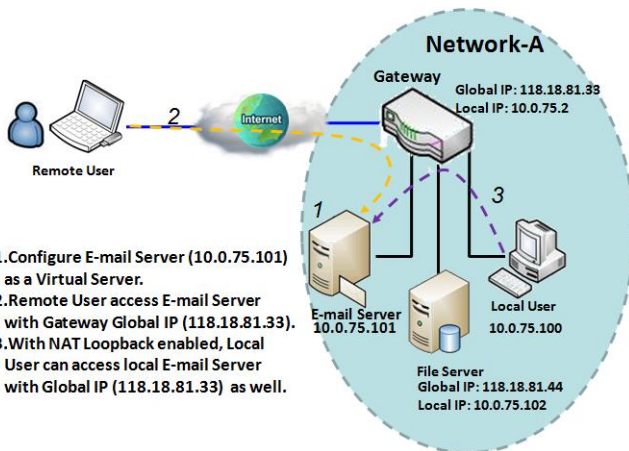 Network-A
Gateway
Global IP: 118.18.81.33
Local IP: 10.0.75.2
2
Internet
Remote User
1
3
E-mail Server
10.0.75.101
Local User
10.0.75.100
File Server
Global IP: 118.18.81.44
Local IP: 10.0.75.102
.Configure E-mail Server (10.0.75.101)
as a Virtual Server.
2.Remote User access E-mail Server
with Gateway Global IP (118.18.81.33).
3.With NAT Loopback enabled, Local
User can access local E-mail Server
with Global IP (118.18.81.33) as well.